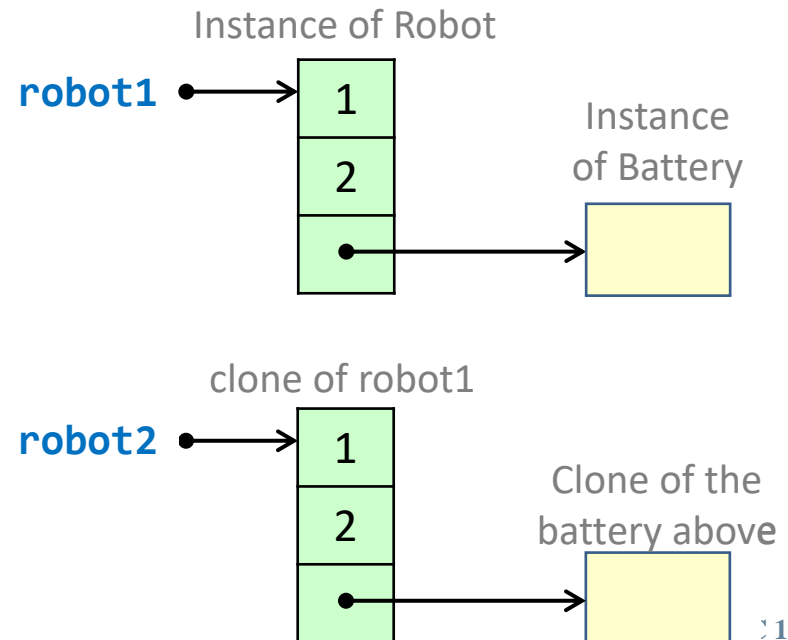 Instance of Robot
robot1
1
2
Instance
of Battery
clone of robot1
robot2
1
2
Clone of the
battery above
1